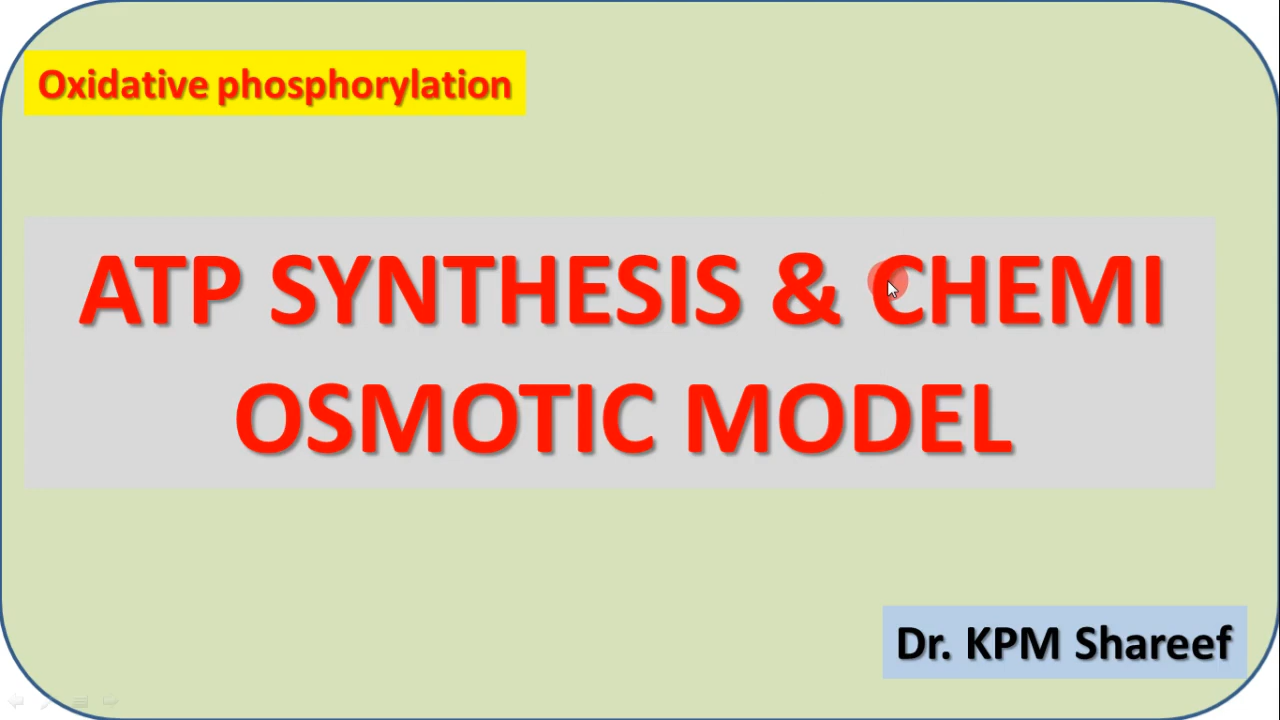 Oxidative phosphorylation
ATP SYNTHESIS & CHEMI
OSMOTIC MODEL
Dr. KPM Shareef